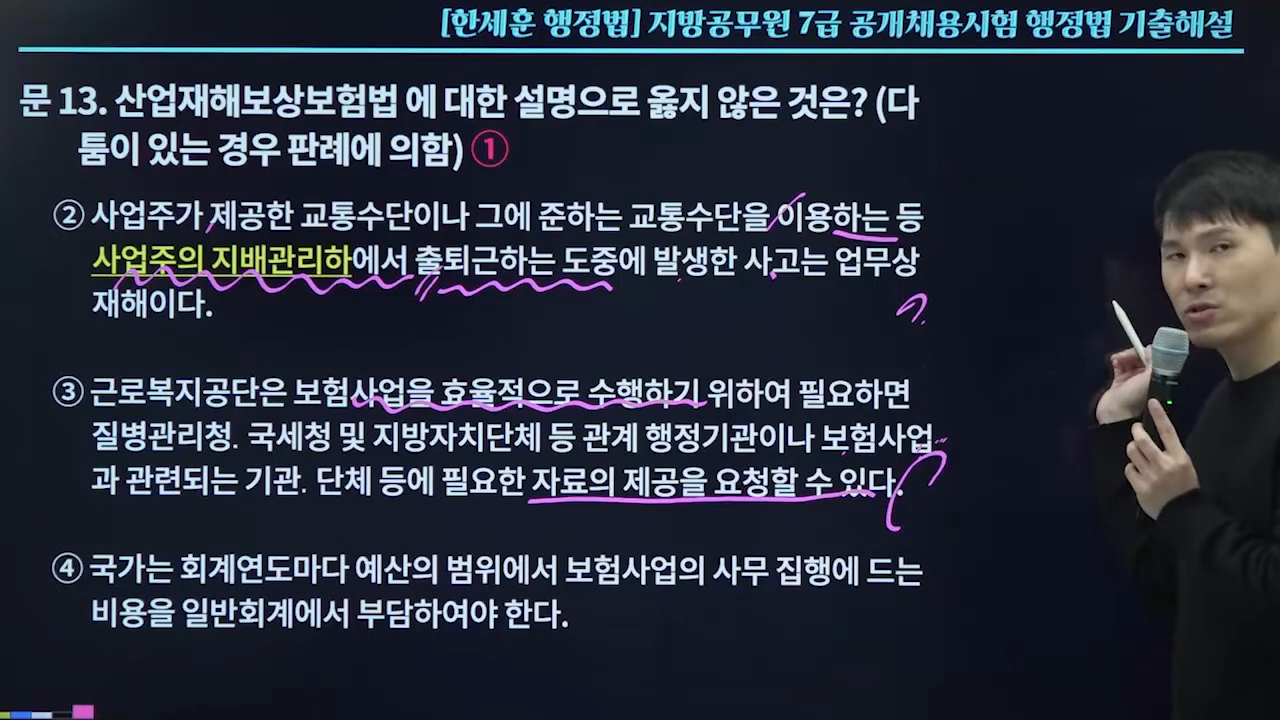 [한세훈 행정법] 지방공무원 7급 공개채용시험 행정법 기출해설
문 13. 산업재해보상보험법 에 대한 설명으로 옳지 않은 것은? (다
툼이 있는 경우 판례에 의함) ①
② 사업주가 제공한 교통수단이나 그에 준하는 교통수단을 이용하는 등
사업주의 지배관리하에서 출퇴근하는 도중에 발생한 사고는 업무상
재해이다.
③ 근로복지공단은 보험사업을 효율적으로 수행하기 위하여 필요하면
질병관리청. 국세청 및 지방자치단체 등 관계 행정기관이나 보험사업
과 관련되는 기관. 단체 등에 필요한 자료의 제공을 요청할 수 있다.
④ 국가는 회계연도마다 예산의 범위에서 보험사업의 사무 집행에 드는
비용을 일반회계에서 부담하여야 한다.